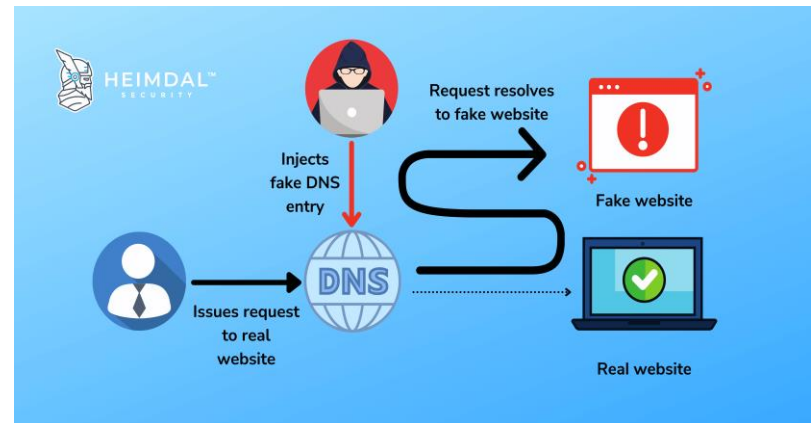 HEIMDAL™
SECURITY
Request resolves
to fake website
Injects
fake DNS
entry
Fake website
DNS
Issues request
to real
website
Real website